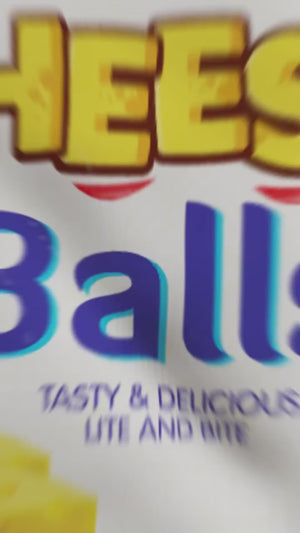 HEES
Balls
TASTY & DELICIOUS
LITE AND BITE